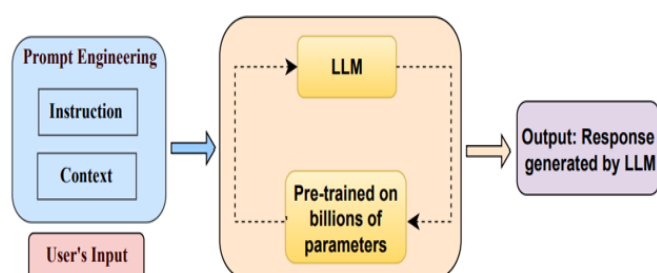 Prompt Engineering
Instruction
Context
User's Input
LLM
Pre-trained on
billions of
parameters
Output: Response
generated by LLM